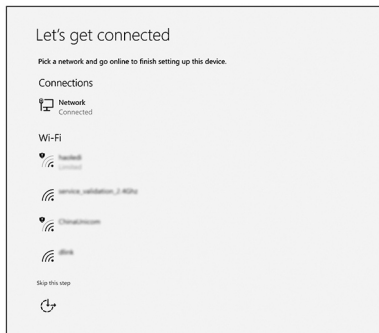 Let's get connected
Pick a network and go online to finish setting up this device.
Connections
Network
Connected
Wi-Fi
Limited
service_validation_2.4Ghz
ChinaUnicom
dlink
Skip this step